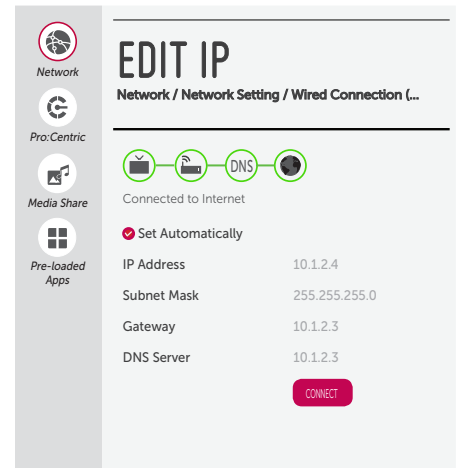 Network
Pro:Centric
Media Share
Pre-loaded
Apps
EDIT IP
Network / Network Setting / Wired Connection (...
DNS
Connected to Internet
Set Automatically
IP Address 10.1.2.4
Subnet Mask 255.255.255.0
Gateway 10.1.2.3
DNS Server 10.1.2.3
CONNECT